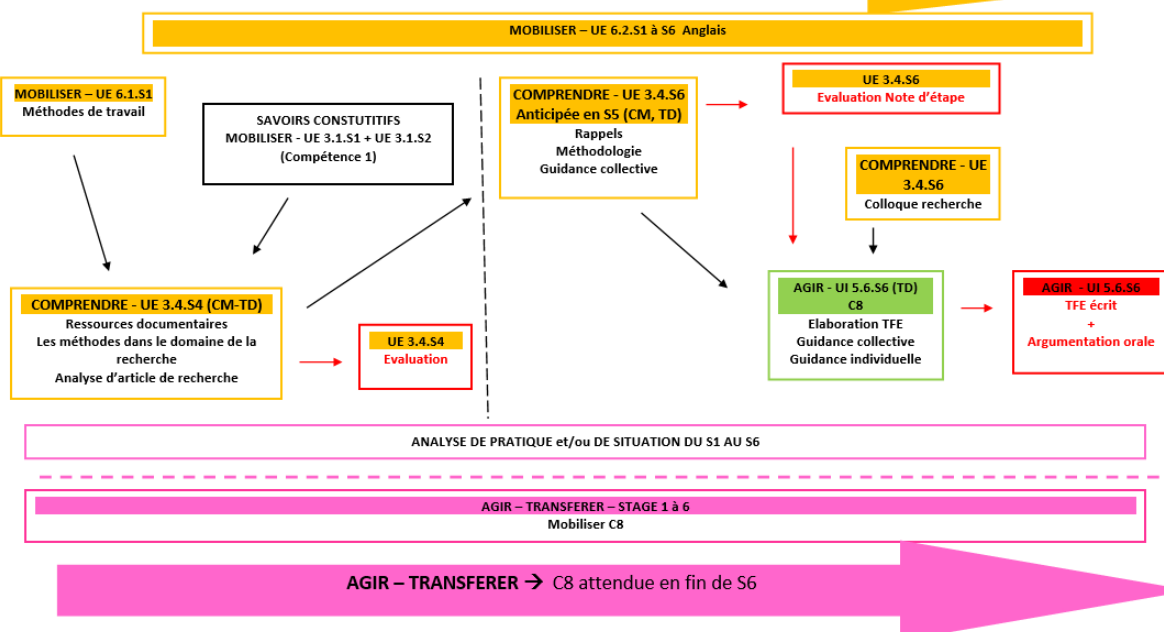 MOBILISER – UE 6.2.S1 à S6 Anglais
MOBILISER – UE 6.1.S1
Méthodes de travail
SAVOIRS CONSTUTITIFS
MOBILISER - UE 3.1.S1 + UE 3.1.S2
(Compétence 1)
COMPRENDRE - UE 3.4.S6
Anticipée en S5 (CM, TD)
Rappels
Méthodologie
Guidance collective
UE 3.4.S6
Evaluation Note d'étape
COMPRENDRE - UE
3.4.S6
Colloque recherche
COMPRENDRE - UE 3.4.S4 (CM-TD)
Ressources documentaires
Les méthodes dans le domaine de la
recherche
Analyse d'article de recherche
UE 3.4.S4
Evaluation
AGIR - UI 5.6.S6 (TD)
C8
Elaboration TFE
Guidance collective
Guidance individuelle
AGIR - UI 5.6.S6
TFE écrit
+
Argumentation orale
ANALYSE DE PRATIQUE et/ou DE SITUATION DU S1 AU S6
AGIR – TRANSFERER – STAGE 1 à 6
Mobiliser C8
AGIR – TRANSFERER → C8 attendue en fin de S6